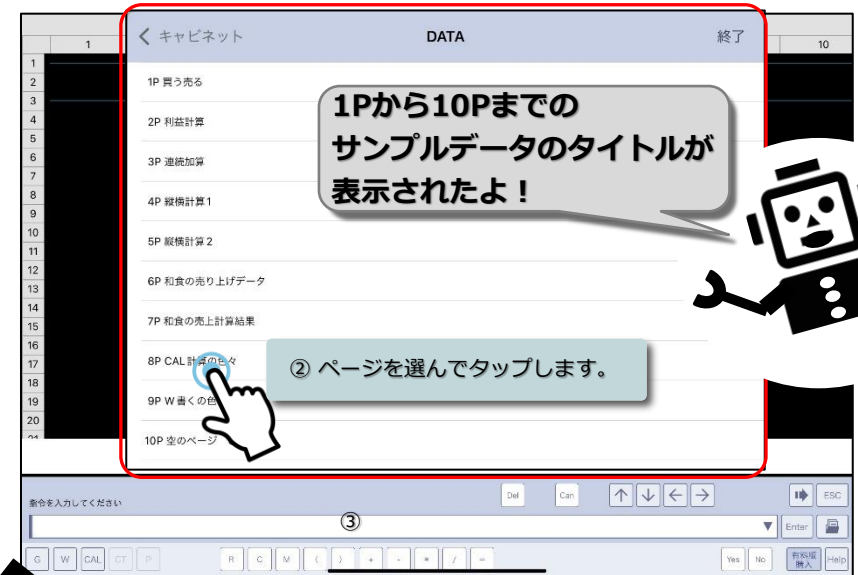 キャビネット
DATA
終了
1
10
1
2
3
4
5
6
7
8
9
10
11
12
13
14
15
16
17
18
19
20
21
1P 買う売る
2P 利益計算
3P 連続加算
4P 縦横計算1
5P 縦横計算2
6P 和食の売り上げデータ
7P 和食の売上計算結果
8P CAL 計算の色々
9P W 書くの色
10P 空のページ
1Pから10Pまでの
サンプルデータのタイトルが
表示されたよ！
② ページを選んでタップします。
指令を入力してください
Del
Can
↑
↓
←
→
ESC
③
▼
Enter
G
W
CAL
CT
P
R
C
M
(
)
+
-
*
/
=
Yes
No
有料版
購入
Help